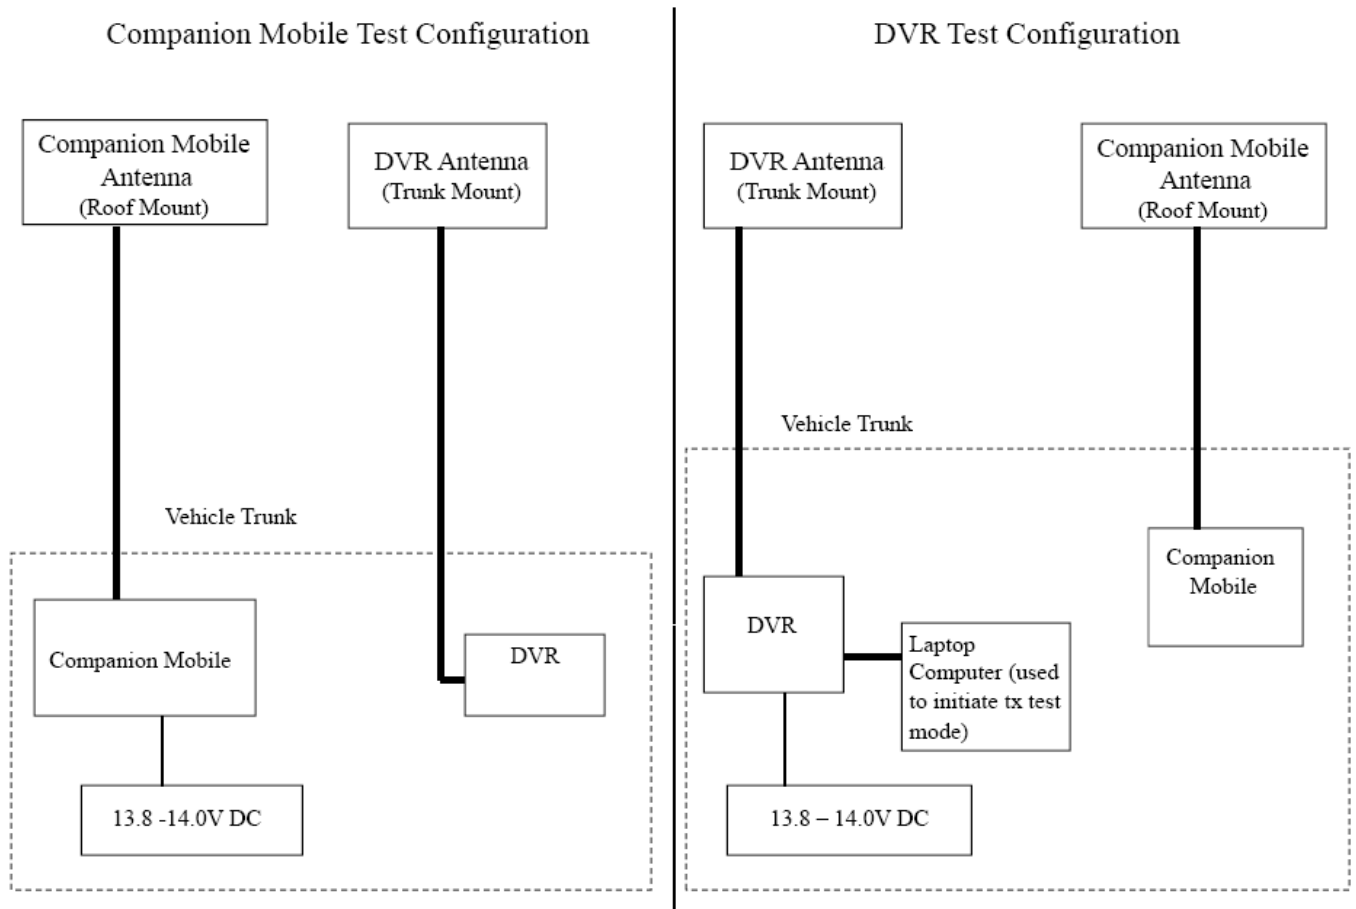 Companion Mobile Test Configuration
Companion Mobile
Antenna
(Roof Mount)
DVR Antenna
(Trunk Mount)
Vehicle Trunk
Companion Mobile
DVR
13.8 -14.0V DC
DVR Test Configuration
DVR Antenna
(Trunk Mount)
Companion Mobile
Antenna
(Roof Mount)
Vehicle Trunk
Companion
Mobile
DVR
Laptop
Computer (used
to initiate tx test
mode)
13.8 – 14.0V DC